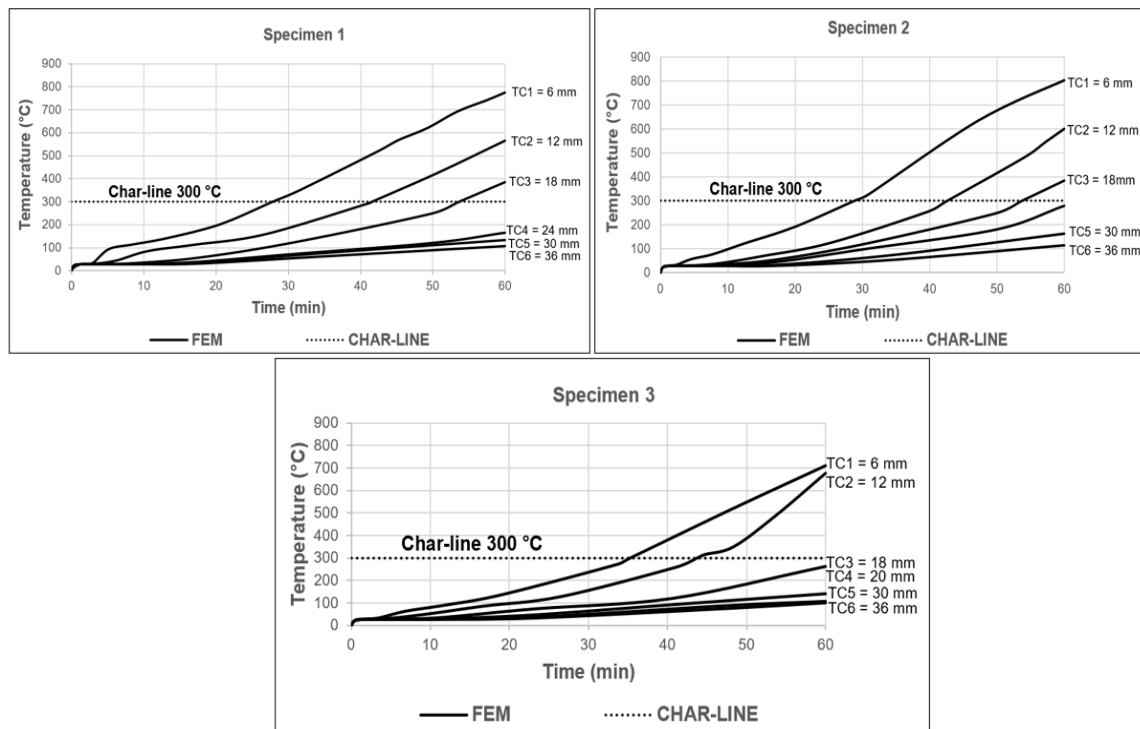 Specimen 1
Temperature (°C)
900
800
700
600
500
400
300
200
100
0
Char-line 300 °C
TC1 = 6 mm
TC2 = 12 mm
TC3 = 18 mm
TC4 = 24 mm
TC5 = 30 mm
TC6 = 36 mm
0 10 20 30 40 50 60
Time (min)
FEM CHAR-LINE
Specimen 2
Temperature (°C)
900
800
700
600
500
400
300
200
100
0
Char-line 300 °C
TC1 = 6 mm
TC2 = 12 mm
TC3 = 18mm
TC5 = 30 mm
TC6 = 36 mm
0 10 20 30 40 50 60
Time (min)
FEM CHAR-LINE
Specimen 3
Temperature (°C)
900
800
700
600
500
400
300
200
100
0
Char-line 300 °C
TC1 = 6 mm
TC2 = 12 mm
TC3 = 18 mm
TC4 = 20 mm
TC5 = 30 mm
TC6 = 36 mm
0 10 20 30 40 50 60
Time (min)
FEM CHAR-LINE